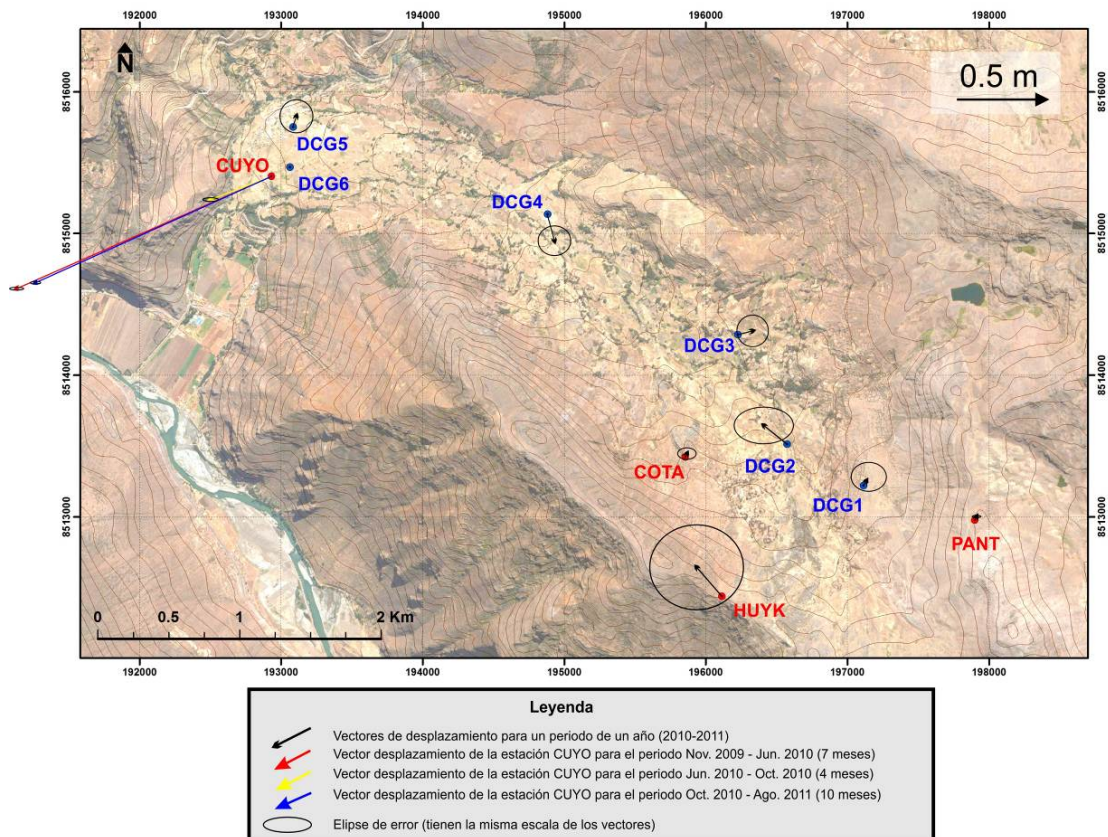 192000 193000 194000 195000 196000 197000 198000
N
0.5 m
8516000 8516000
DCG5
CUYO
DCG6
DCG4
8515000 8515000
DCG3
8514000 8514000
COTA
DCG2
DCG1
8513000 8513000
PANT
HUYK
0 0.5 1 2 Km
192000 193000 194000 195000 196000 197000 198000
Leyenda
Vectores de desplazamiento para un periodo de un año (2010-2011)
Vector desplazamiento de la estación CUYO para el periodo Nov. 2009 - Jun. 2010 (7 meses)
Vector desplazamiento de la estación CUYO para el periodo Jun. 2010 - Oct. 2010 (4 meses)
Vector desplazamiento de la estación CUYO para el periodo Oct. 2010 - Ago. 2011 (10 meses)
Elipse de error (tienen la misma escala de los vectores)